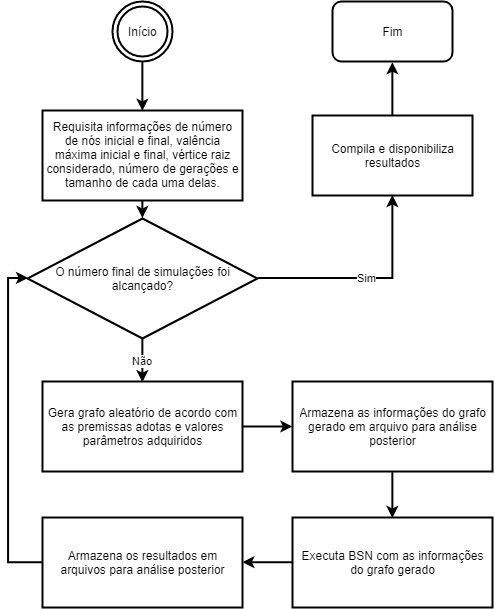 Início
Fim
Requisita informações de número
de nós inicial e final, valência
máxima inicial e final, vértice raiz
considerado, número de gerações e
tamanho de cada uma delas.
Compila e disponibiliza
resultados
O número final de simulações foi
alcançado?
Sim
Não
Gera grafo aleatório de acordo com
as premissas adotas e valores
parâmetros adquiridos
Armazena as informações do grafo
gerado em arquivo para análise
posterior
Executa BSN com as informações
do grafo gerado
Armazena os resultados em
arquivos para análise posterior